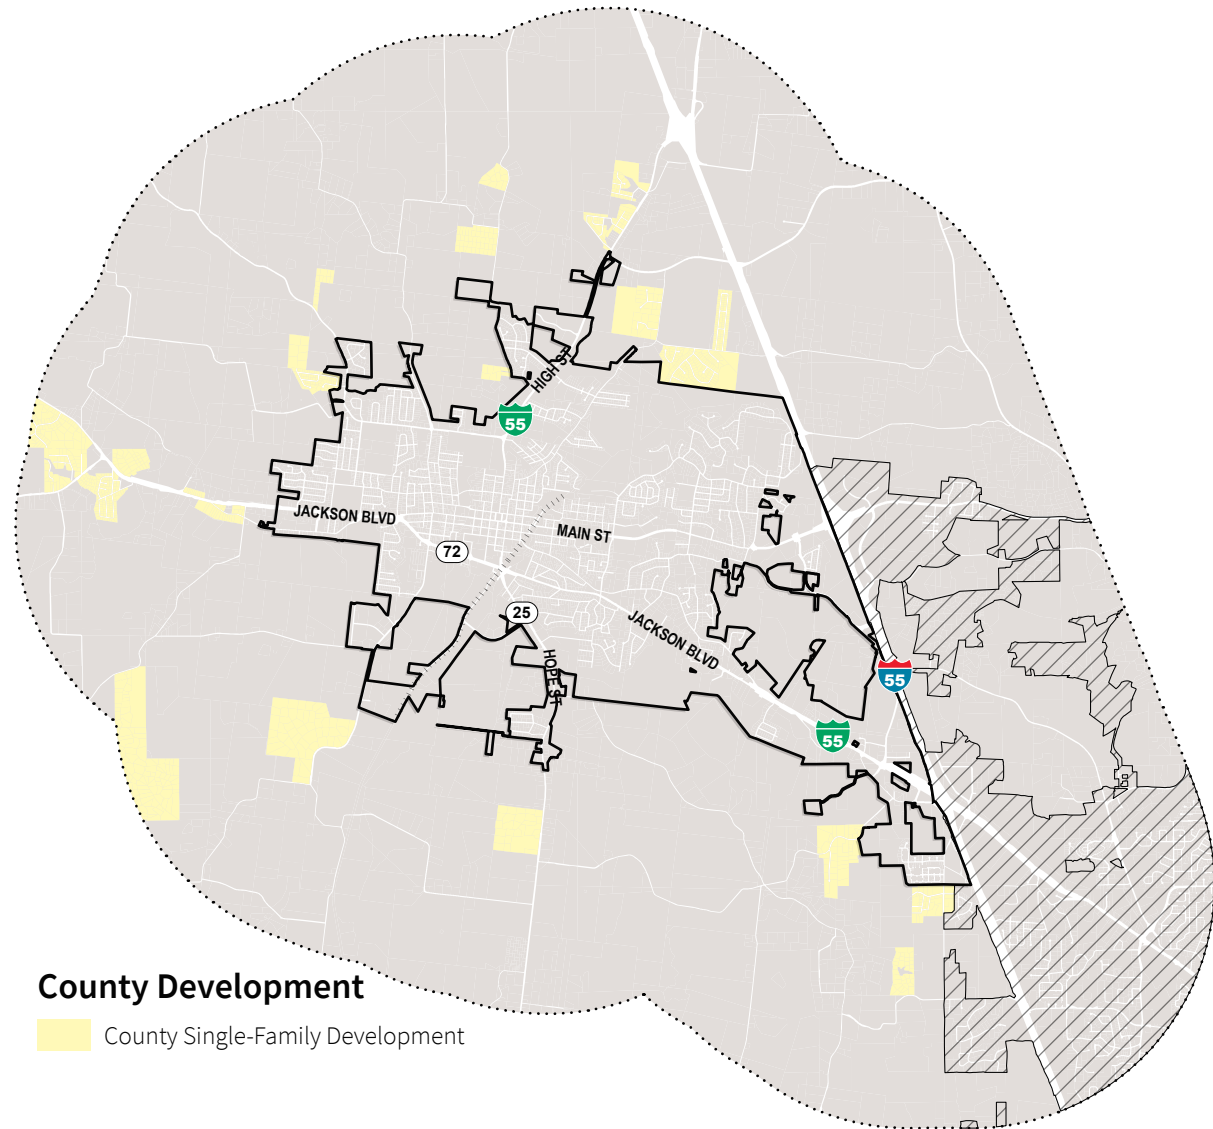 HIGH ST
55
JACKSON BLVD
MAIN ST
72
25
JACKSON BLVD
HOPE ST
55
55
County Development
County Single-Family Development